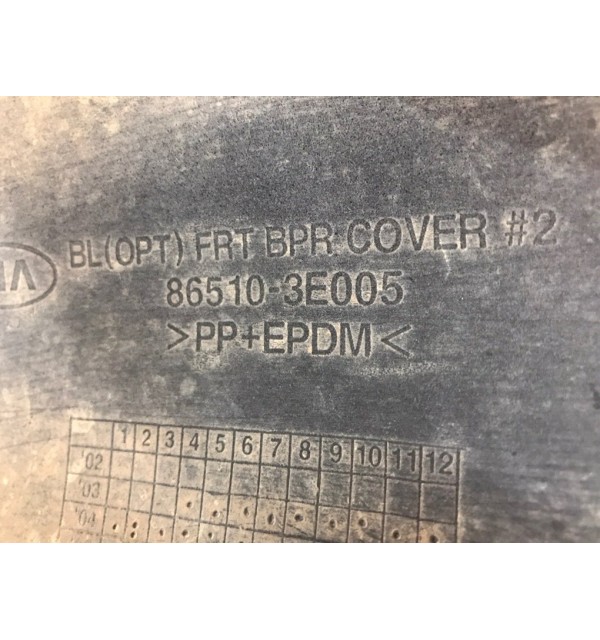 BL(OPT) FRT BPR COVER #2
86510-3E005
>PP+EPDM<
1 2 3 4 5 6 7 8 9 10 11 12
'02
'03
'04